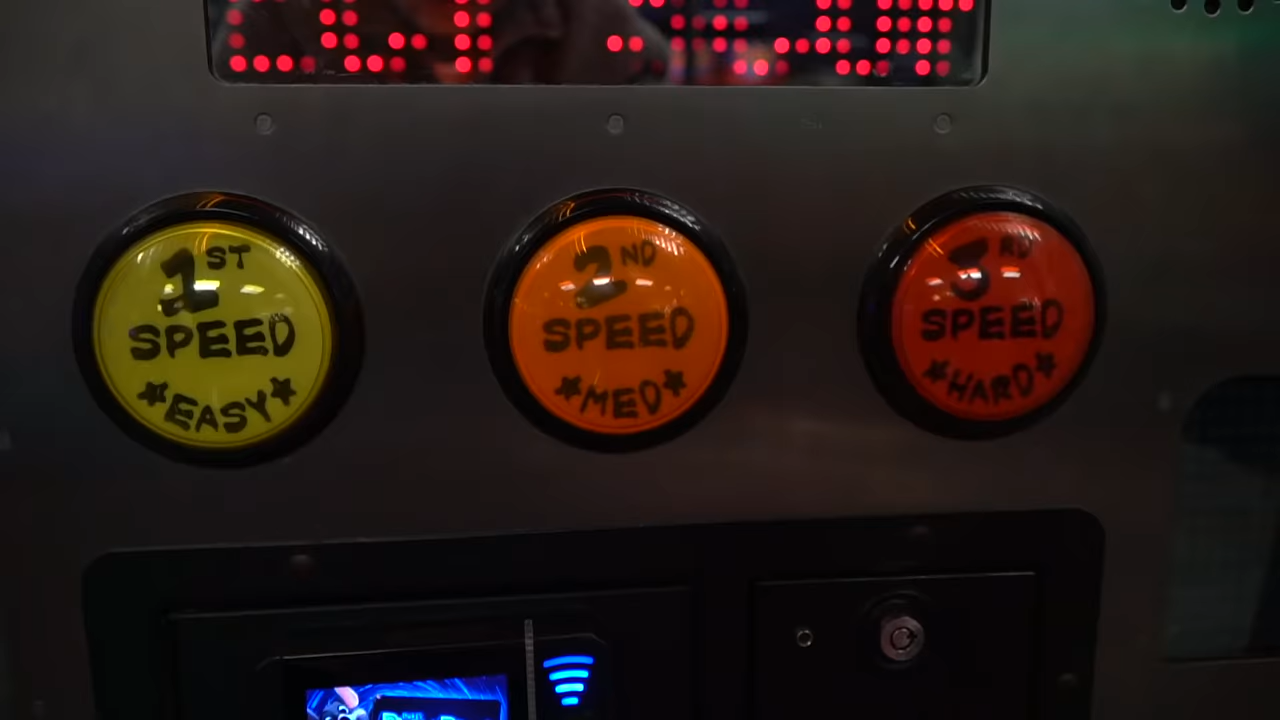 1ST
SPEED
★EASY★
2ND
SPEED
★MED★
3RD
SPEED
★HARD★